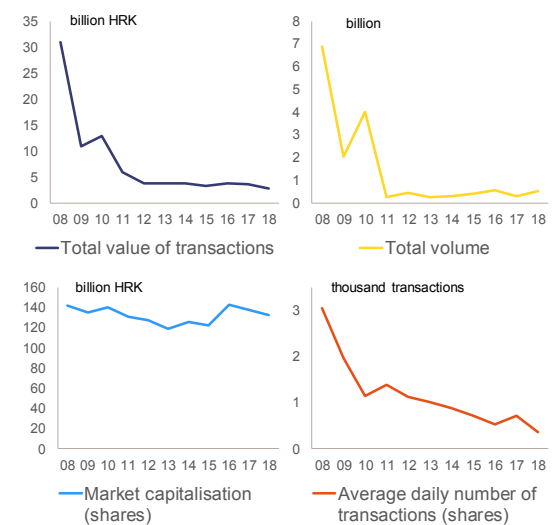 billion HRK
35
30
25
20
15
10
5
0
08 09 10 11 12 13 14 15 16 17 18
Total value of transactions
billion
8
7
6
5
4
3
2
1
0
08 09 10 11 12 13 14 15 16 17 18
Total volume
billion HRK
160
140
120
100
80
60
40
20
0
08 09 10 11 12 13 14 15 16 17 18
Market capitalisation
(shares)
thousand transactions
3
2
1
0
08 09 10 11 12 13 14 15 16 17 18
Average daily number of
transactions (shares)